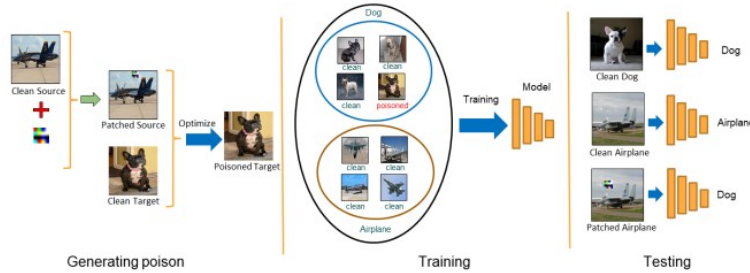 Clean Source
Patched Source
Clean Target
Optimize
Poisoned Target
Generating poison
Dog
clean
clean
clean
poisoned
clean
clean
clean
clean
Airplane
Training
Model
Training
Clean Dog
Dog
Clean Airplane
Airplane
Patched Airplane
Dog
Testing